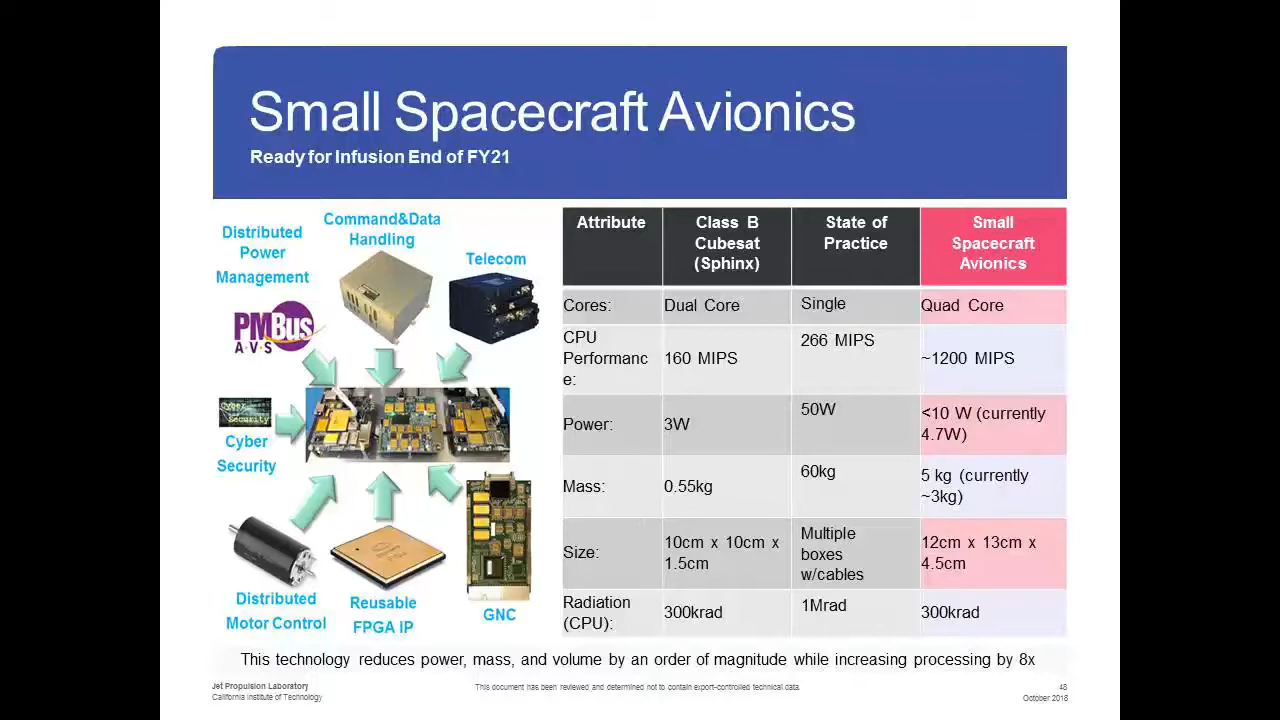 Small Spacecraft Avionics
Ready for Infusion End of FY21
Distributed
Power
Management
Command&Data
Handling
Telecom
PMBus
AVS
Cyber
Security
Cyber
Security
Distributed
Motor Control
Reusable
FPGA IP
GNC
Attribute
Class B
Cubesat
(Sphinx)
State of
Practice
Small
Spacecraft
Avionics
Cores:
Dual Core
Single
Quad Core
CPU
Performanc
e:
160 MIPS
266 MIPS
~1200 MIPS
Power:
3W
50W
<10 W (currently
4.7W)
Mass:
0.55kg
60kg
5 kg (currently
~3kg)
Size:
10cm x 10cm x
1.5cm
Multiple
boxes
w/cables
12cm x 13cm x
4.5cm
Radiation
(CPU):
300krad
1Mrad
300krad
This technology reduces power, mass, and volume by an order of magnitude while increasing processing by 8x
Jet Propulsion Laboratory
California Institute of Technology
This document has been reviewed and determined not to contain export-controlled technical data.
48
October 2018